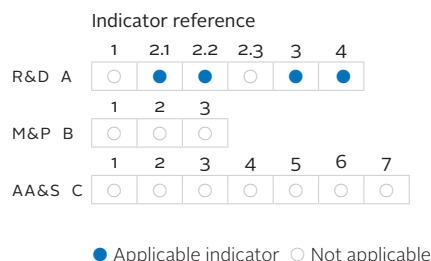 Indicator reference
1 2.1 2.2 2.3 3 4
R&D A
1 2 3
M&P B
1 2 3 4 5 6 7
AA&S C
Applicable indicator Not applicable